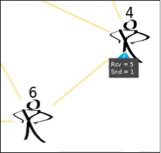 4
Rcv = 5
Snd = 1
6